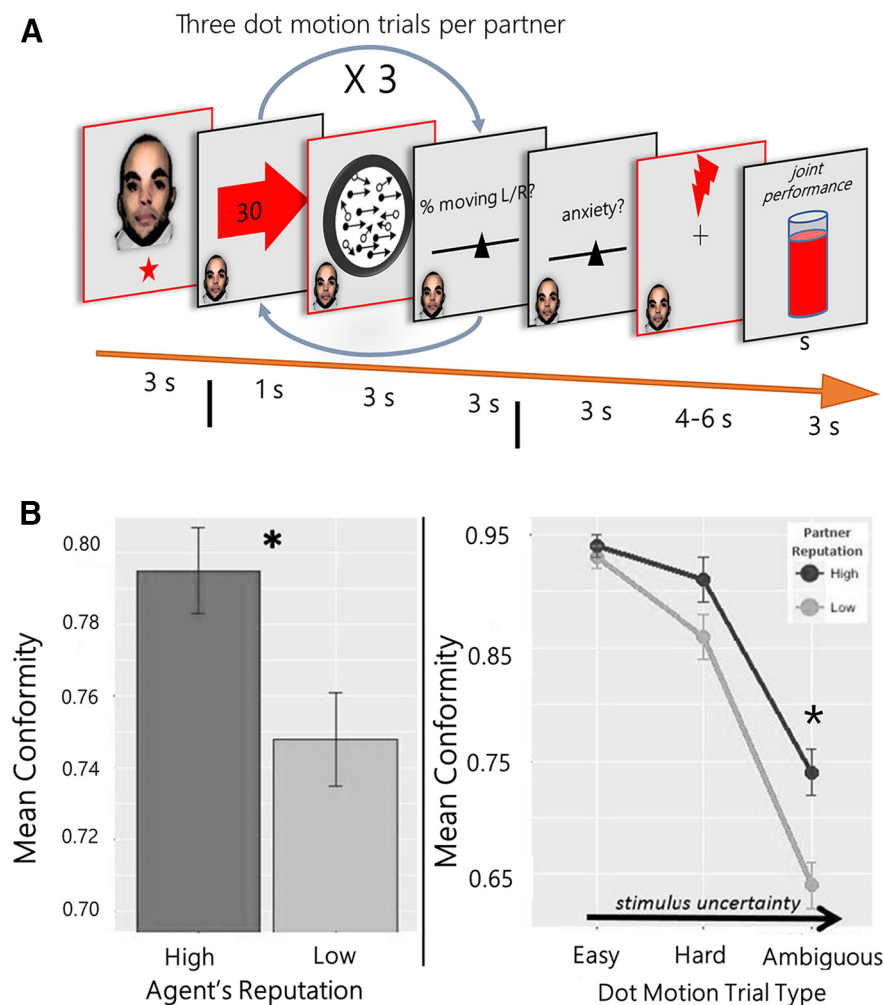 A
Three dot motion trials per partner
X 3
30
% moving L/R?
anxiety?
joint
performance
s
3 s
1 s
3 s
3 s
3 s
4-6 s
3 s
B
Mean Conformity
0.80
0.78
0.76
0.74
0.72
0.70
*
High
Low
Agent's Reputation
Mean Conformity
0.95
0.85
0.75
0.65
Partner
Reputation
High
Low
*
stimulus uncertainty
Easy
Hard
Ambiguous
Dot Motion Trial Type